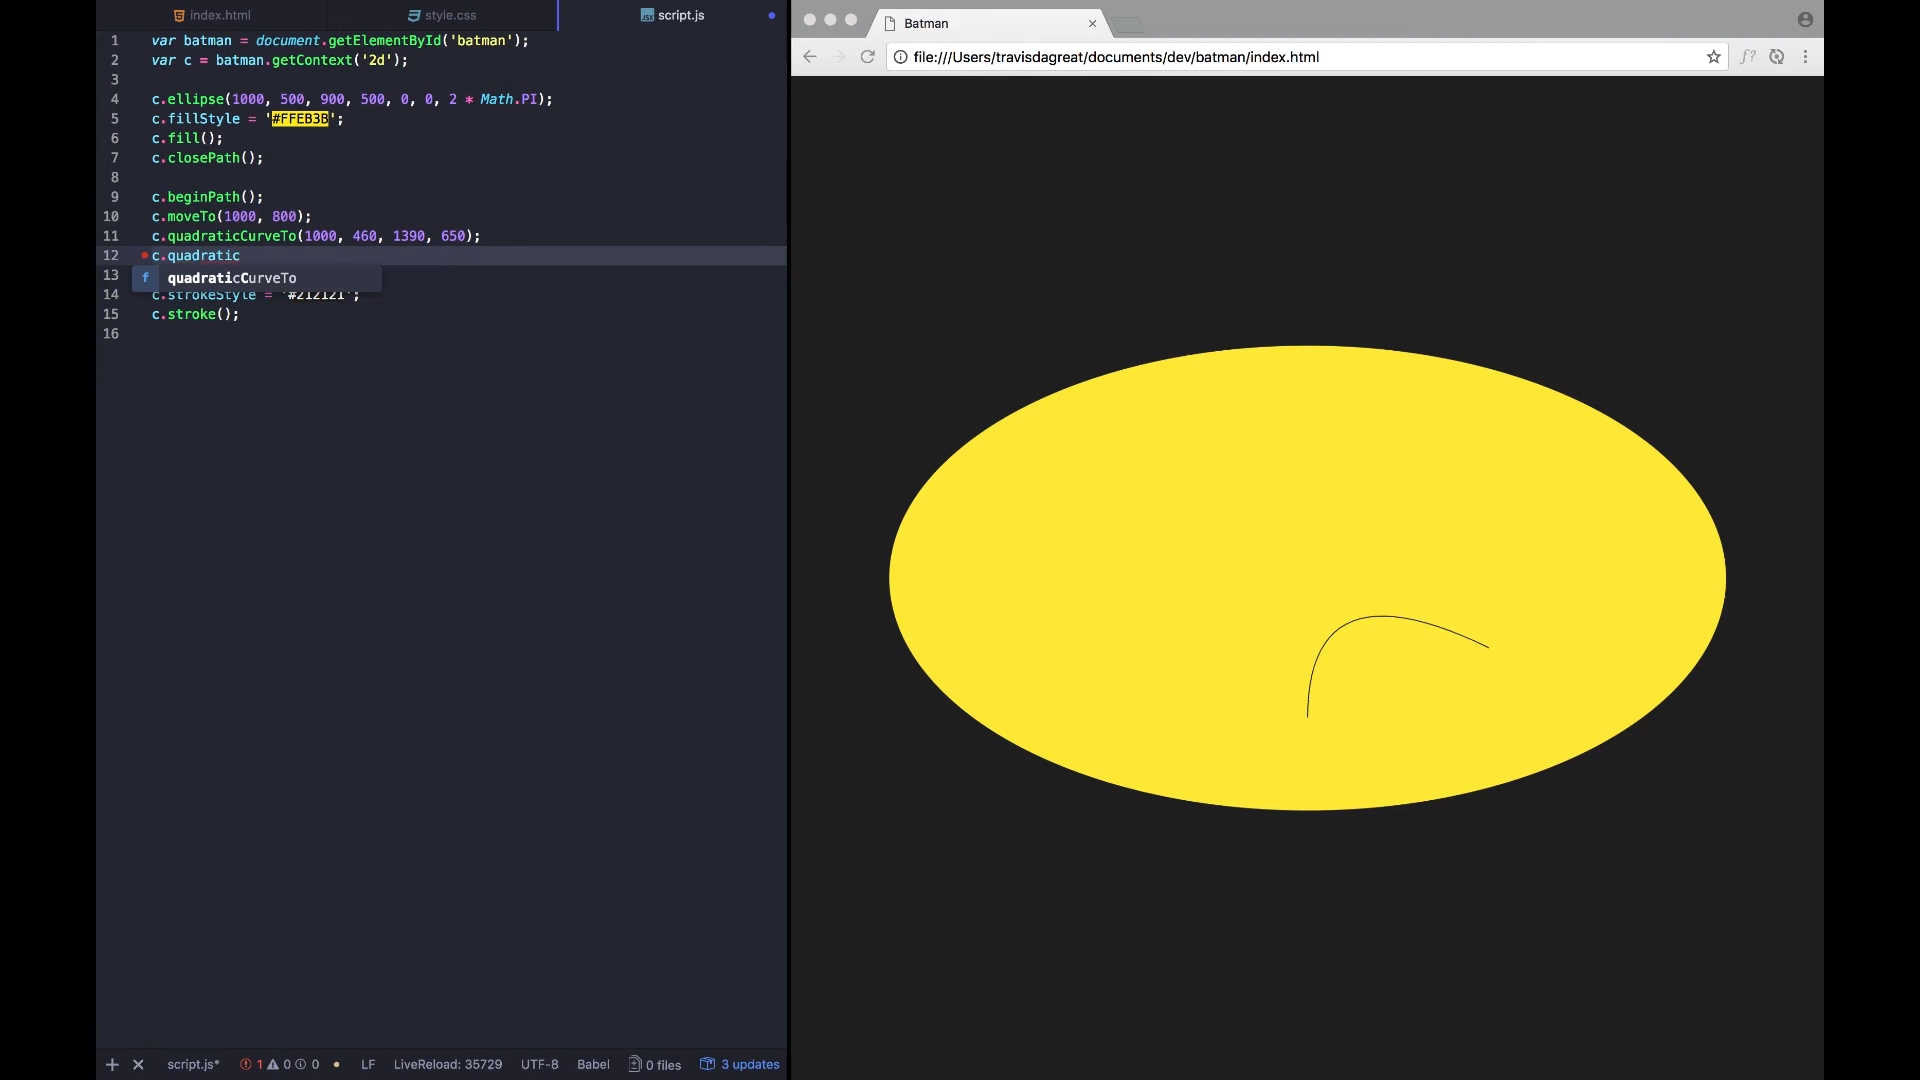 index.html
style.css
script.js
1 var batman = document.getElementById('batman');
2 var c = batman.getContext('2d');
3
4 c.ellipse(1000, 500, 900, 500, 0, 0, 2 * Math.PI);
5 c.fillStyle = '#FFEB3B';
6 c.fill();
7 c.closePath();
8
9 c.beginPath();
10 c.moveTo(1000, 800);
11 c.quadraticCurveTo(1000, 460, 1390, 650);
12 c.quadratic
13
f quadraticCurveTo
14 c.strokeStyle = '#212121';
15 c.stroke();
16
script.js* 1 0 0 LF LiveReload: 35729 UTF-8 Babel 0 files 3 updates
Batman
file:///Users/travisdagreat/documents/dev/batman/index.html
f?